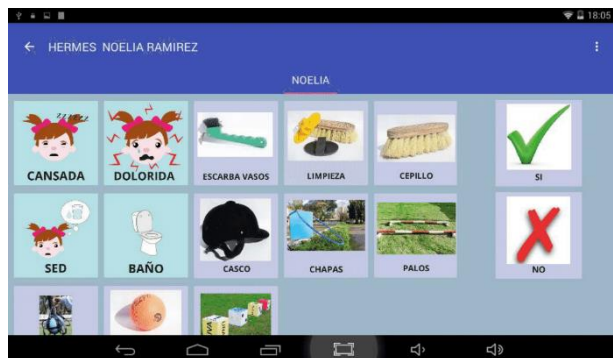 18:05
HERMES NOELIA RAMIREZ
NOELIA
CANSADA
DOLORIDA
ESCARBA VASOS
LIMPIEZA
CEPILLO
SI
SED
BAÑO
CASCO
CHAPAS
PALOS
NO